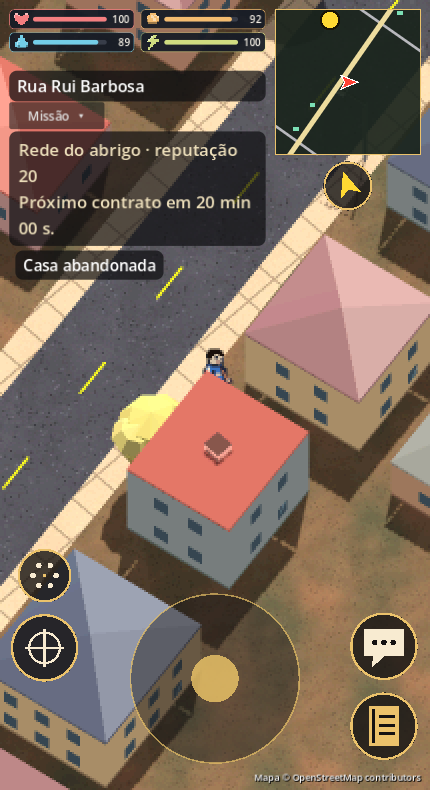 100
92
89
100
Rua Rui Barbosa
Missão
Rede do abrigo · reputação
20
Próximo contrato em 20 min
00 s.
Casa abandonada
Mapa © OpenStreetMap contributors